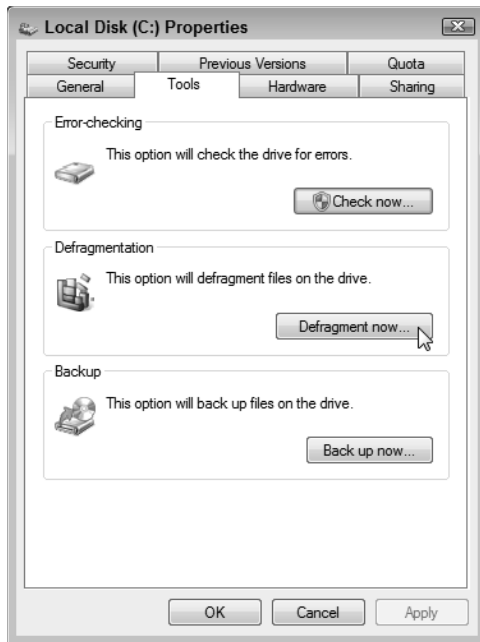 Local Disk (C:) Properties
Security Previous Versions Quota
General Tools Hardware Sharing
Error-checking
This option will check the drive for errors.
Check now...
Defragmentation
This option will defragment files on the drive.
Defragment now...
Backup
This option will back up files on the drive.
Back up now...
OK Cancel Apply